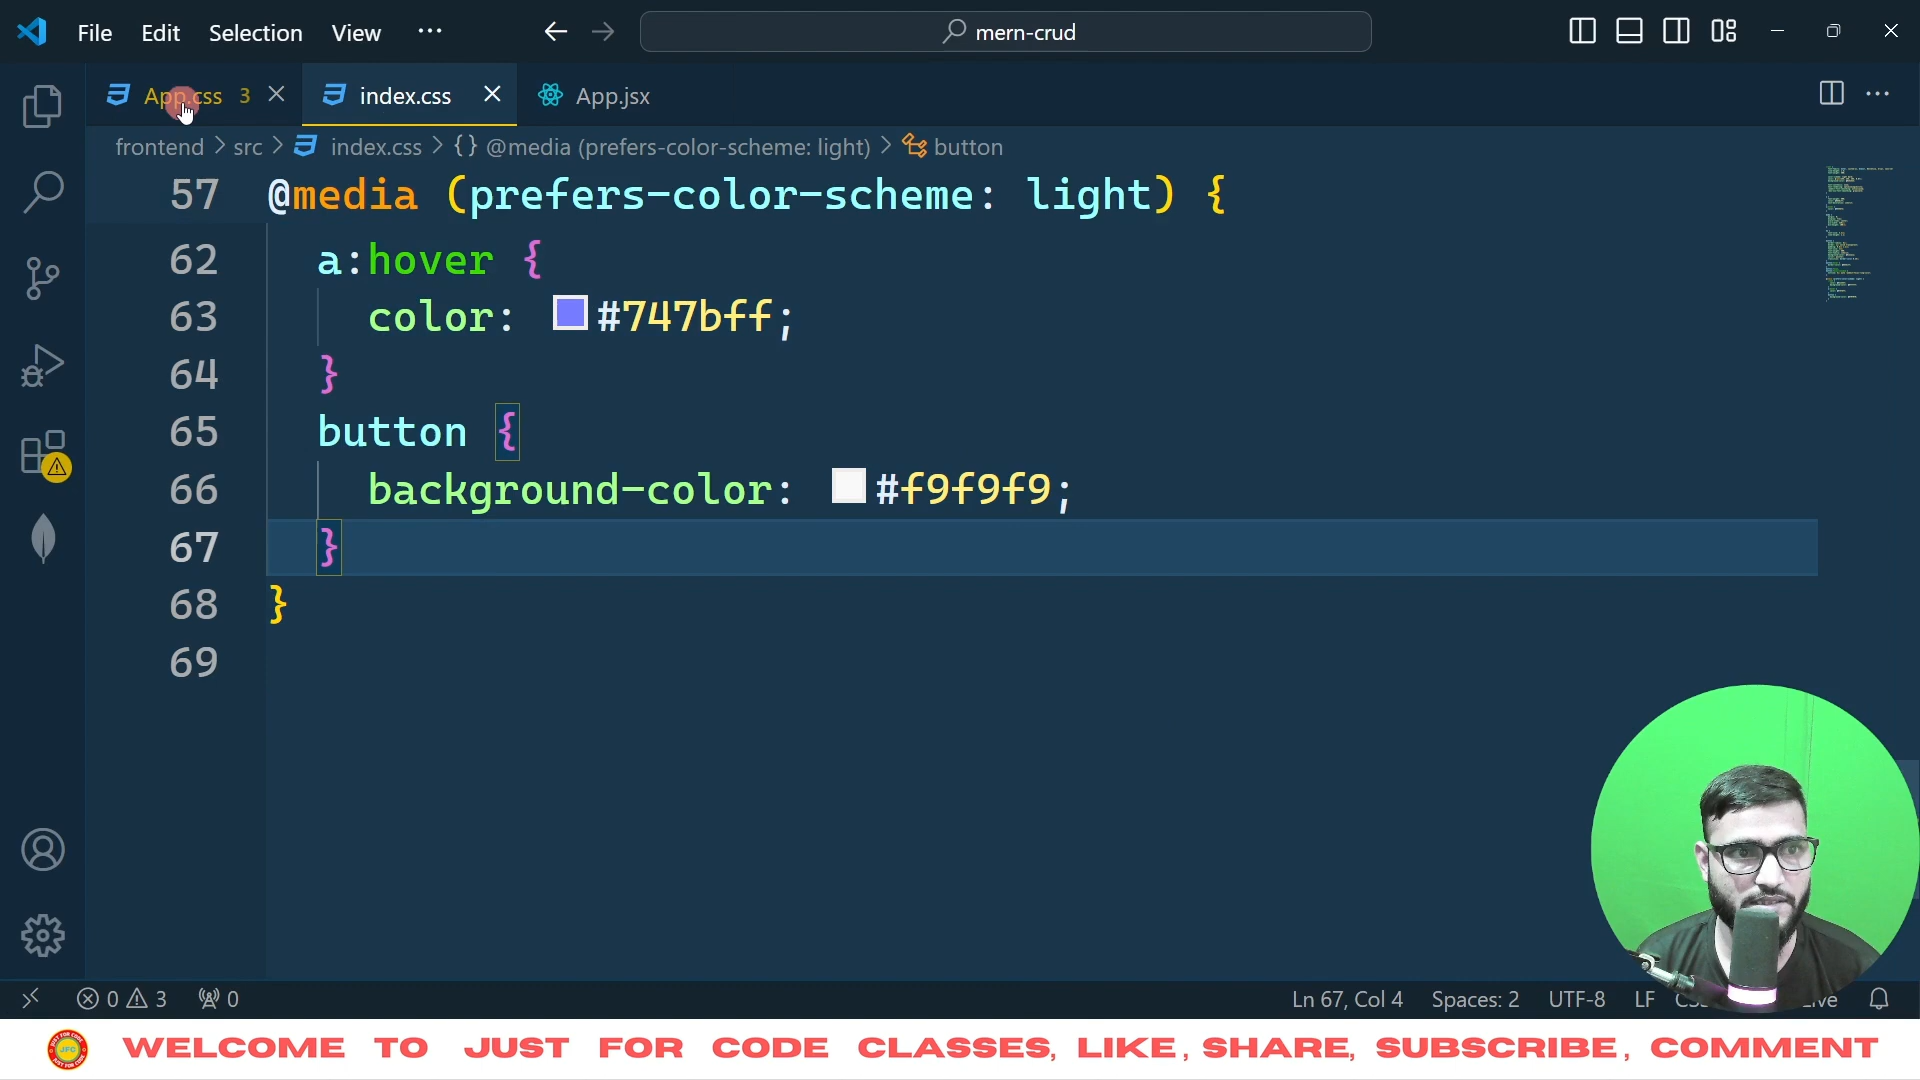 File Edit Selection View ··· mern-crud
App.css 3 index.css App.jsx
frontend > src > index.css > {} @media (prefers-color-scheme: light) > button
57 @media (prefers-color-scheme: light) {
62 a:hover {
63 color: #747bff;
64 }
65 button {
66 background-color: #f9f9f9;
67 }
68 }
69
0 3 0 Ln 67, Col 4 Spaces: 2 UTF-8 LF
WELCOME TO JUST FOR CODE CLASSES, LIKE, SHARE, SUBSCRIBE, COMMENT